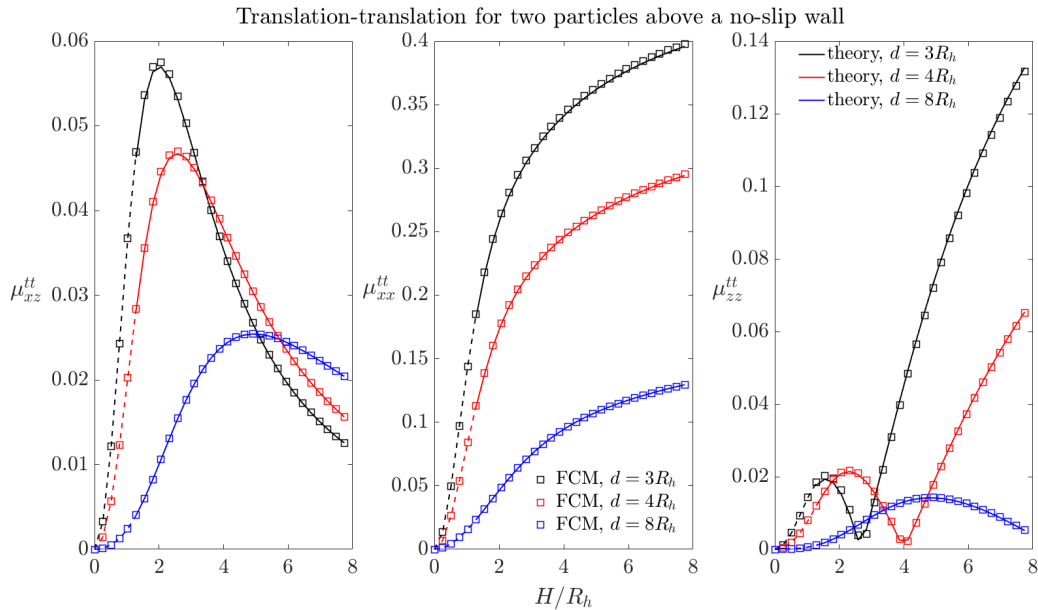 Translation-translation for two particles above a no-slip wall
0.06
0.05
0.04
0.03
0.02
0.01
0
μ_{xz}^{tt}
0 2 4 6 8
0.4
0.35
0.3
0.25
0.2
0.15
0.1
0.05
0
μ_{xx}^{tt}
FCM, d = 3R_h
FCM, d = 4R_h
FCM, d = 8R_h
0 2 4 6 8
H/R_h
0.14
0.12
0.1
0.08
0.06
0.04
0.02
0
μ_{zz}^{tt}
theory, d = 3R_h
theory, d = 4R_h
theory, d = 8R_h
0 2 4 6 8